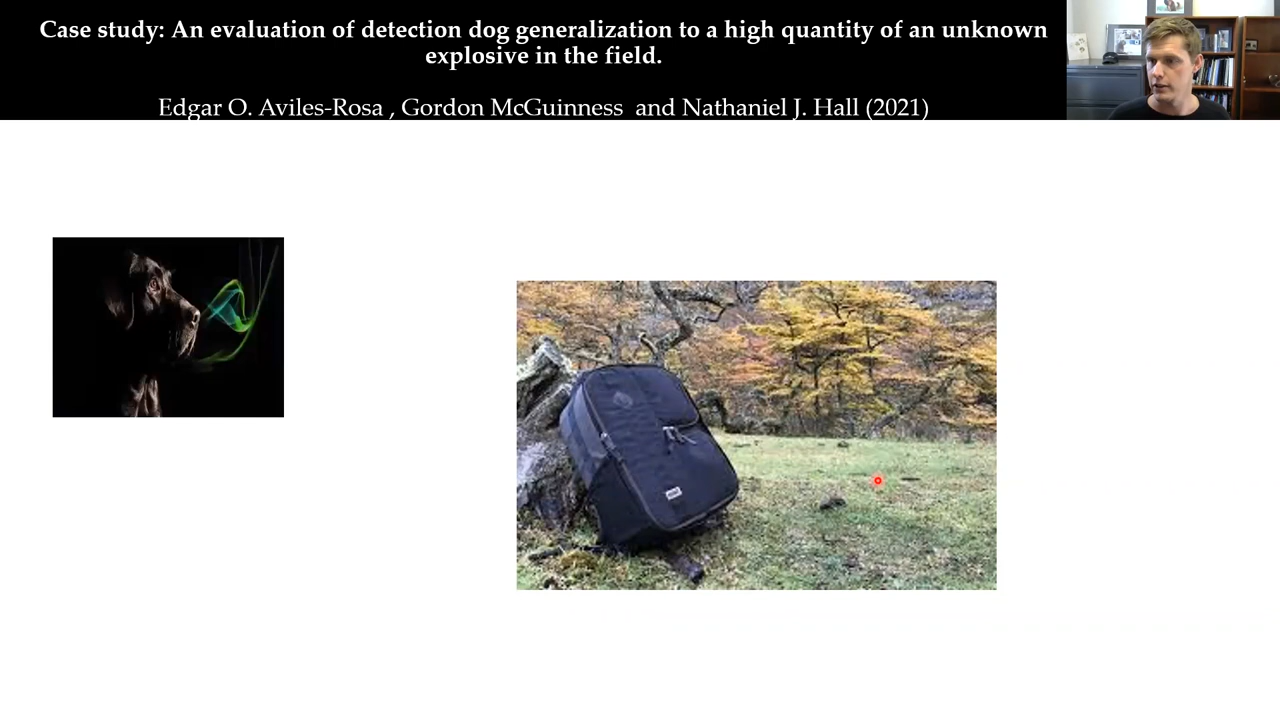 Case study: An evaluation of detection dog generalization to a high quantity of an unknown
explosive in the field.
Edgar O. Aviles-Rosa , Gordon McGuinness  and Nathaniel J. Hall (2021)